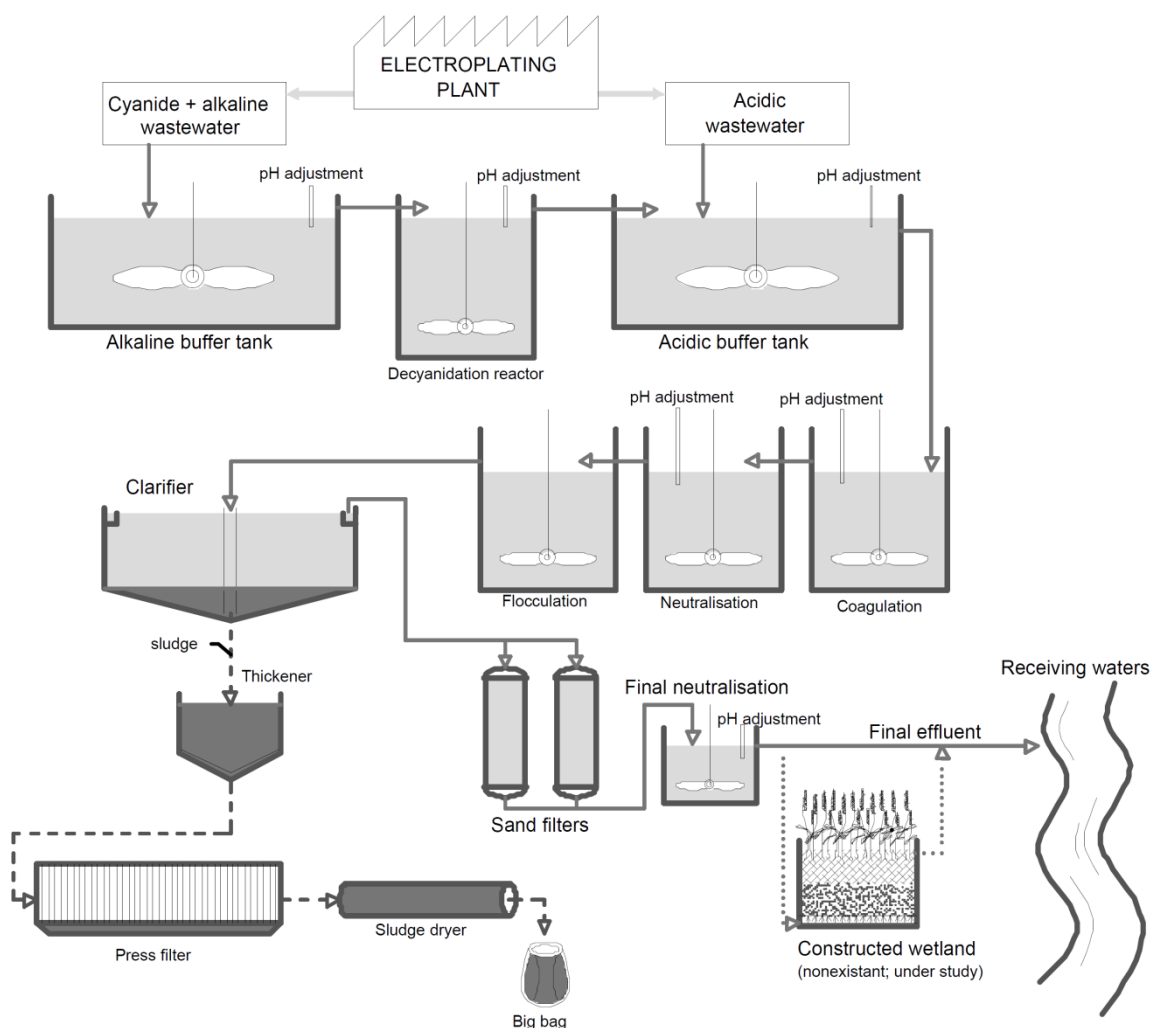 ELECTROPLATING
PLANT
Cyanide + alkaline
wastewater
Acidic
wastewater
pH adjustment
pH adjustment
pH adjustment
Alkaline buffer tank
Decyanidation reactor
Acidic buffer tank
pH adjustment
pH adjustment
Clarifier
Flocculation
Neutralisation
Coagulation
sludge
Thickener
Final neutralisation
pH adjustment
Receiving waters
Final effluent
Sand filters
Press filter
Sludge dryer
Constructed wetland
(nonexistant; under study)
Big bag